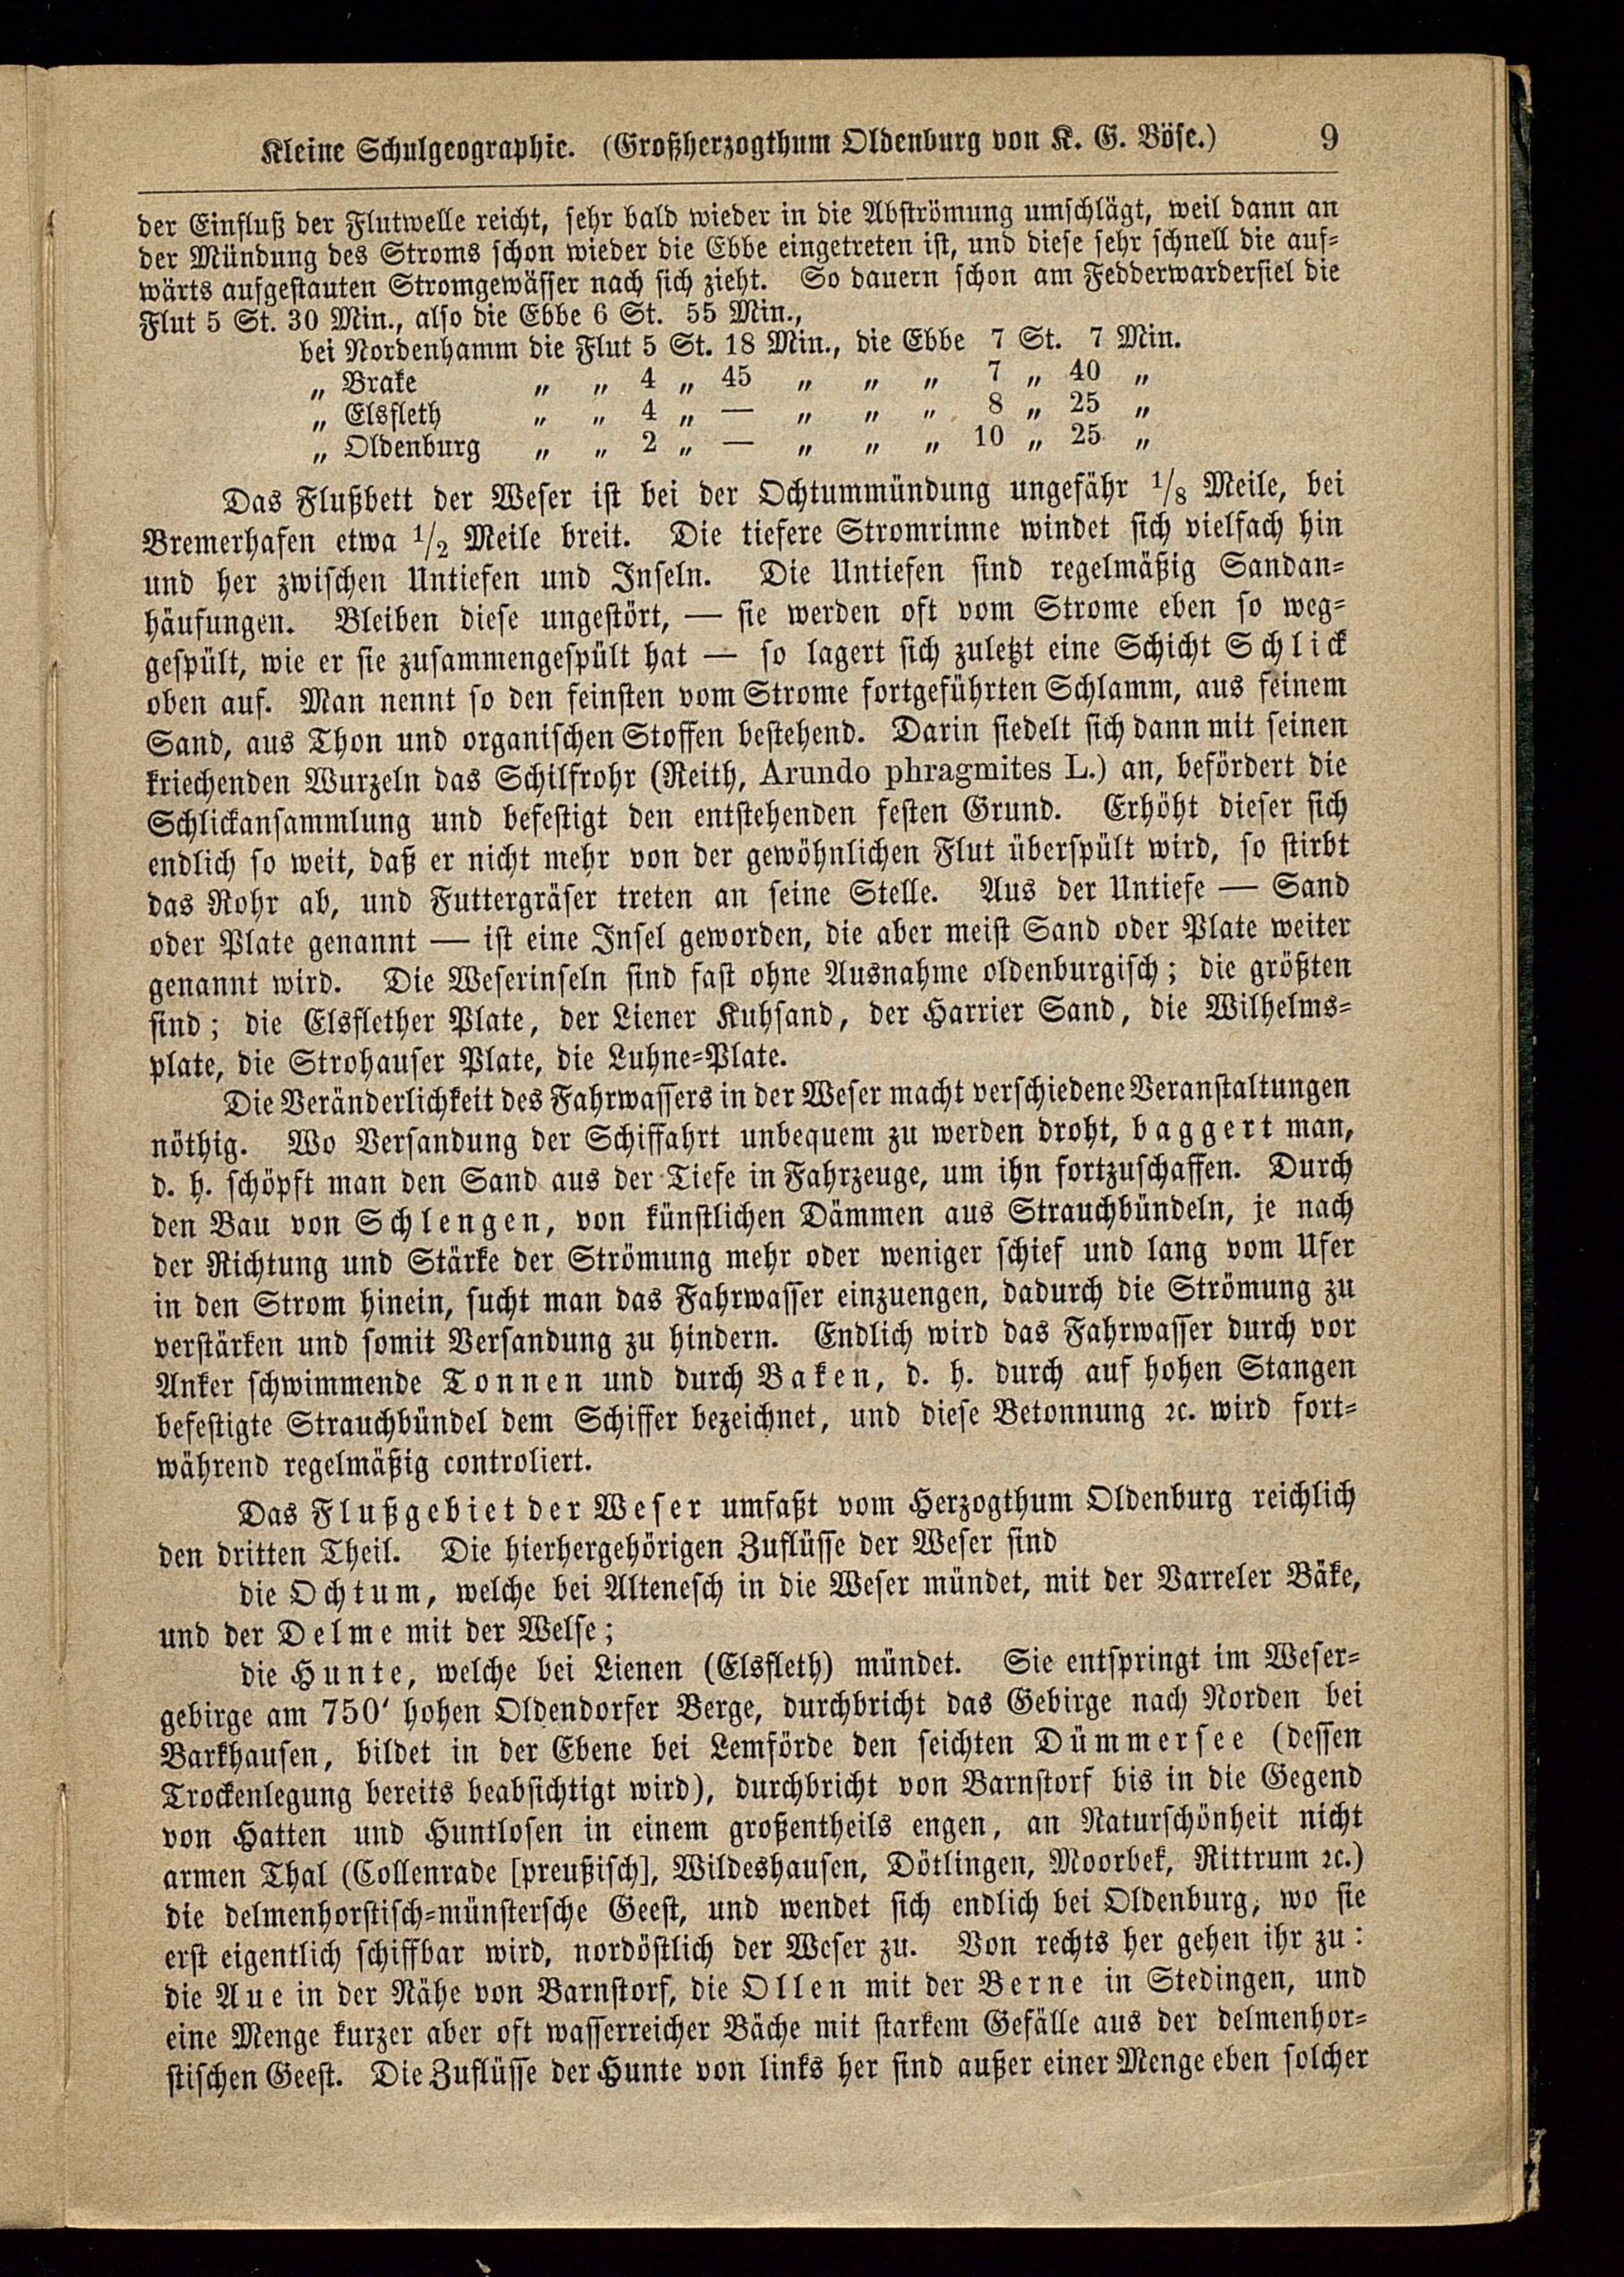 Kleine Schulgeographie. (Großherzogthum Oldenburg von K. G. Böse.) 9
der Einfluß der Flutwelle reicht, sehr bald wieder in die Abströmung umschlägt, weil dann an
der Mündung des Stroms schon wieder die Ebbe eingetreten ist, und diese sehr schnell die auf-
wärts aufgestauten Stromgewässer nach sich zieht. So dauern schon am Fedderwardersiel die
Flut 5 St. 30 Min., also die Ebbe 6 St. 55 Min.,
bei Nordenhamm die Flut 5 St. 18 Min., die Ebbe 7 St. 7 Min.
„ Brake „ „ 4 „ 45 „ „ „ 7 „ 40 „
„ Elsfleth „ „ 4 „ — „ „ „ 8 „ 25 „
„ Oldenburg „ „ 2 „ — „ „ „ 10 „ 25 „
Das Flußbett der Weser ist bei der Ochtummündung ungefähr 1/8 Meile, bei
Bremerhafen etwa 1/2 Meile breit. Die tiefere Stromrinne windet sich vielfach hin
und her zwischen Untiefen und Inseln. Die Untiefen sind regelmäßig Sandan-
häufungen. Bleiben diese ungestört, — sie werden oft vom Strome eben so weg-
gespült, wie er sie zusammengespült hat — so lagert sich zuletzt eine Schicht Schlick
oben auf. Man nennt so den feinsten vom Strome fortgeführten Schlamm, aus feinem
Sand, aus Thon und organischen Stoffen bestehend. Darin siedelt sich dann mit seinen
kriechenden Wurzeln das Schilfrohr (Reith, Arundo phragmites L.) an, befördert die
Schlickansammlung und befestigt den entstehenden festen Grund. Erhöht dieser sich
endlich so weit, daß er nicht mehr von der gewöhnlichen Flut überspült wird, so stirbt
das Rohr ab, und Futtergräser treten an seine Stelle. Aus der Untiefe — Sand
oder Plate genannt — ist eine Insel geworden, die aber meist Sand oder Plate weiter
genannt wird. Die Weserinseln sind fast ohne Ausnahme oldenburgisch; die größten
sind; die Elsflether Plate, der Liener Kuhsand, der Harrier Sand, die Wilhelms-
plate, die Strohauser Plate, die Luhne-Plate.
Die Veränderlichkeit des Fahrwassers in der Weser macht verschiedene Veranstaltungen
nöthig. Wo Versandung der Schiffahrt unbequem zu werden droht, baggert man,
d. h. schöpft man den Sand aus der Tiefe in Fahrzeuge, um ihn fortzuschaffen. Durch
den Bau von Schlengen, von künstlichen Dämmen aus Strauchbündeln, je nach
der Richtung und Stärke der Strömung mehr oder weniger schief und lang vom Ufer
in den Strom hinein, sucht man das Fahrwasser einzuengen, dadurch die Strömung zu
verstärken und somit Versandung zu hindern. Endlich wird das Fahrwasser durch vor
Anker schwimmende Tonnen und durch Baken, d. h. durch auf hohen Stangen
befestigte Strauchbündel dem Schiffer bezeichnet, und diese Betonnung ꝛc. wird fort-
während regelmäßig controliert.
Das Flußgebiet der Weser umfaßt vom Herzogthum Oldenburg reichlich
den dritten Theil. Die hierhergehörigen Zuflüsse der Weser sind
die Ochtum, welche bei Altenesch in die Weser mündet, mit der Varreler Bäke,
und der Delme mit der Welse;
die Hunte, welche bei Lienen (Elsfleth) mündet. Sie entspringt im Weser-
gebirge am 750' hohen Oldendorfer Berge, durchbricht das Gebirge nach Norden bei
Barkhausen, bildet in der Ebene bei Lemförde den seichten Dümmersee (dessen
Trockenlegung bereits beabsichtigt wird), durchbricht von Barnstorf bis in die Gegend
von Hatten und Huntlosen in einem großentheils engen, an Naturschönheit nicht
armen Thal (Collenrade [preußisch], Wildeshausen, Dötlingen, Moorbek, Rittrum ꝛc.)
die delmenhorstisch-münstersche Geest, und wendet sich endlich bei Oldenburg, wo sie
erst eigentlich schiffbar wird, nordöstlich der Weser zu. Von rechts her gehen ihr zu:
die Aue in der Nähe von Barnstorf, die Ollen mit der Berne in Stedingen, und
eine Menge kurzer aber oft wasserreicher Bäche mit starkem Gefälle aus der delmenhor-
stischen Geest. Die Zuflüsse der Hunte von links her sind außer einer Menge eben solcher